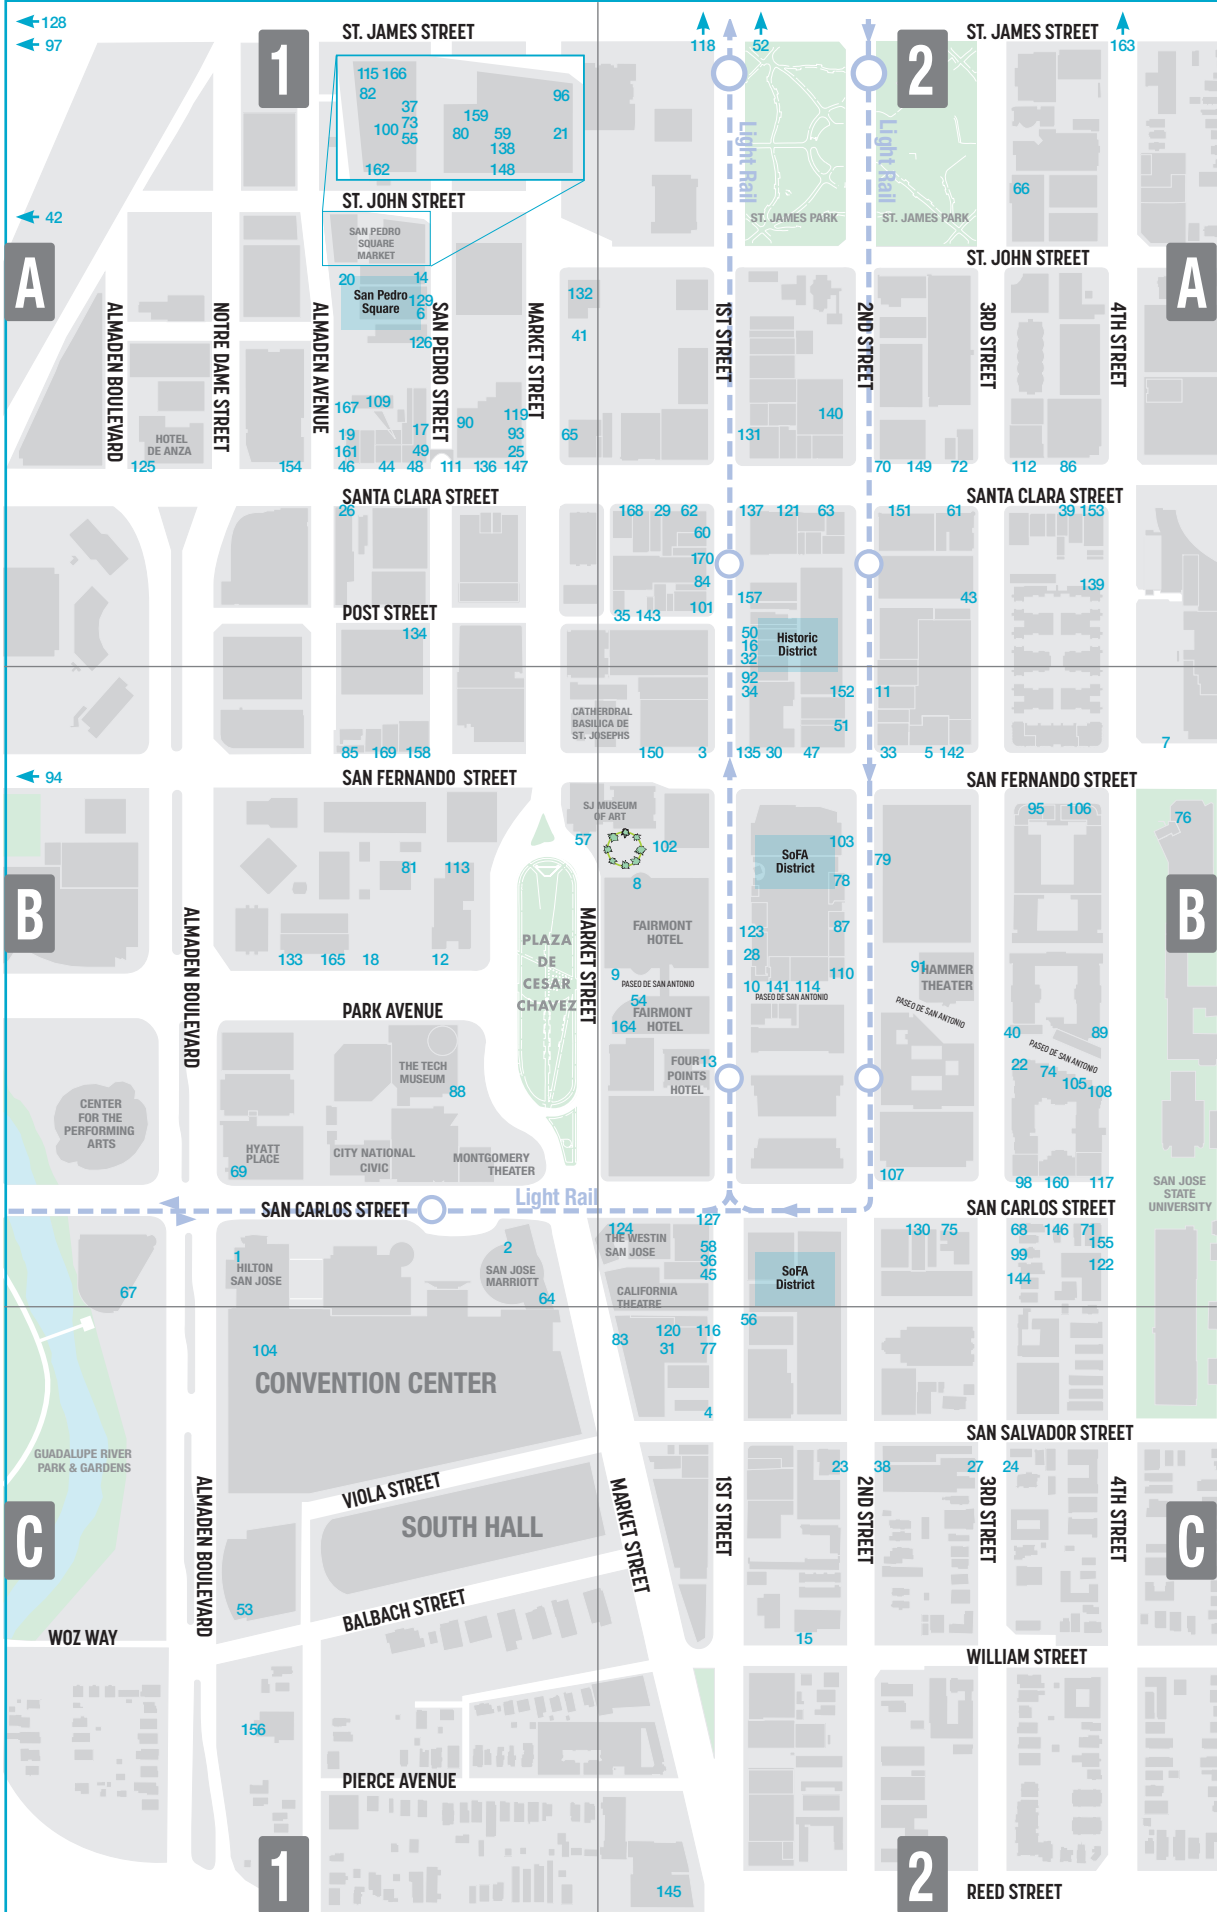 128
97
ST. JAMES STREET
118
52
ST. JAMES STREET
163
1
2
115 166
82
37
100
73
55
162
96
159
80
59
21
138
148
Light Rail
Light Rail
66
ST. JOHN STREET
42
ST. JAMES PARK
ST. JAMES PARK
SAN PEDRO
SQUARE
MARKET
ST. JOHN STREET
A
A
20
14
San Pedro
Square
129
6
126
132
41
ALMADEN BOULEVARD
NOTRE DAME STREET
ALMADEN AVENUE
SAN PEDRO STREET
MARKET STREET
1ST STREET
2ND STREET
3RD STREET
4TH STREET
167
109
19
17
161
49
90
119
93
25
65
131
140
HOTEL
DE ANZA
125
154
46
44
48
111
136
147
70
149
72
112
86
SANTA CLARA STREET
SANTA CLARA STREET
26
168
29
62
60
170
84
101
35
143
137
121
63
151
61
39
153
157
43
139
POST STREET
134
50
16
32
Historic
District
92
34
152
11
51
CATHERDRAL
BASILICA DE
ST. JOSEPHS
85
169
158
150
3
135
30
47
33
5
142
7
94
SAN FERNANDO STREET
SAN FERNANDO STREET
SJ MUSEUM
OF ART
57
102
8
SoFA
District
103
79
78
95
106
76
81
113
B
B
ALMADEN BOULEVARD
PLAZA
DE
CESAR
CHAVEZ
MARKET STREET
FAIRMONT
HOTEL
123
28
87
110
91
HAMMER
THEATER
133
165
18
12
9
PASEO DE SAN ANTONIO
10
141
114
PASEO DE SAN ANTONIO
PASEO DE SAN ANTONIO
PASEO DE SAN ANTONIO
54
FAIRMONT
HOTEL
164
PARK AVENUE
40
89
22
74
105
108
FOUR
POINTS
HOTEL
13
THE TECH
MUSEUM
88
CENTER
FOR THE
PERFORMING
ARTS
HYATT
PLACE
69
CITY NATIONAL
CIVIC
MONTGOMERY
THEATER
107
98
160
117
SAN JOSE
STATE
UNIVERSITY
Light Rail
SAN CARLOS STREET
SAN CARLOS STREET
1
HILTON
SAN JOSE
2
SAN JOSE
MARRIOTT
64
67
124
THE WESTIN
SAN JOSE
127
58
36
45
CALIFORNIA
THEATRE
SoFA
District
130
75
68
146
71
155
99
122
144
56
83
120
116
31
77
4
104
CONVENTION CENTER
SAN SALVADOR STREET
GUADALUPE RIVER
PARK & GARDENS
23
38
27
24
C
C
ALMADEN BOULEVARD
VIOLA STREET
SOUTH HALL
MARKET STREET
1ST STREET
2ND STREET
3RD STREET
4TH STREET
53
BALBACH STREET
WOZ WAY
15
WILLIAM STREET
156
PIERCE AVENUE
1
2
145
REED STREET